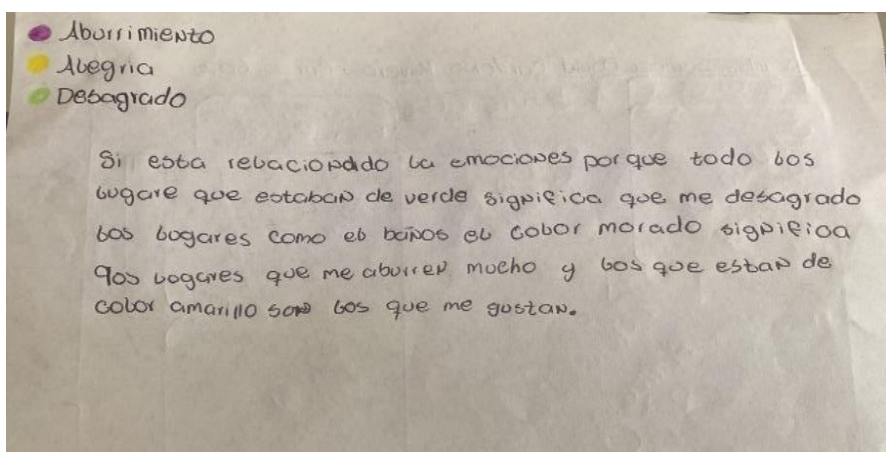 Aburrimiento
Alegria
Desagrado
Si esta relacionado la emociones porque todo los
lugare que estaban de verde significa que me desagrado
los lugares como el baños el color morado significa
los lugares que me aburren mucho y los que estan de
color amarillo son los que me gustan.